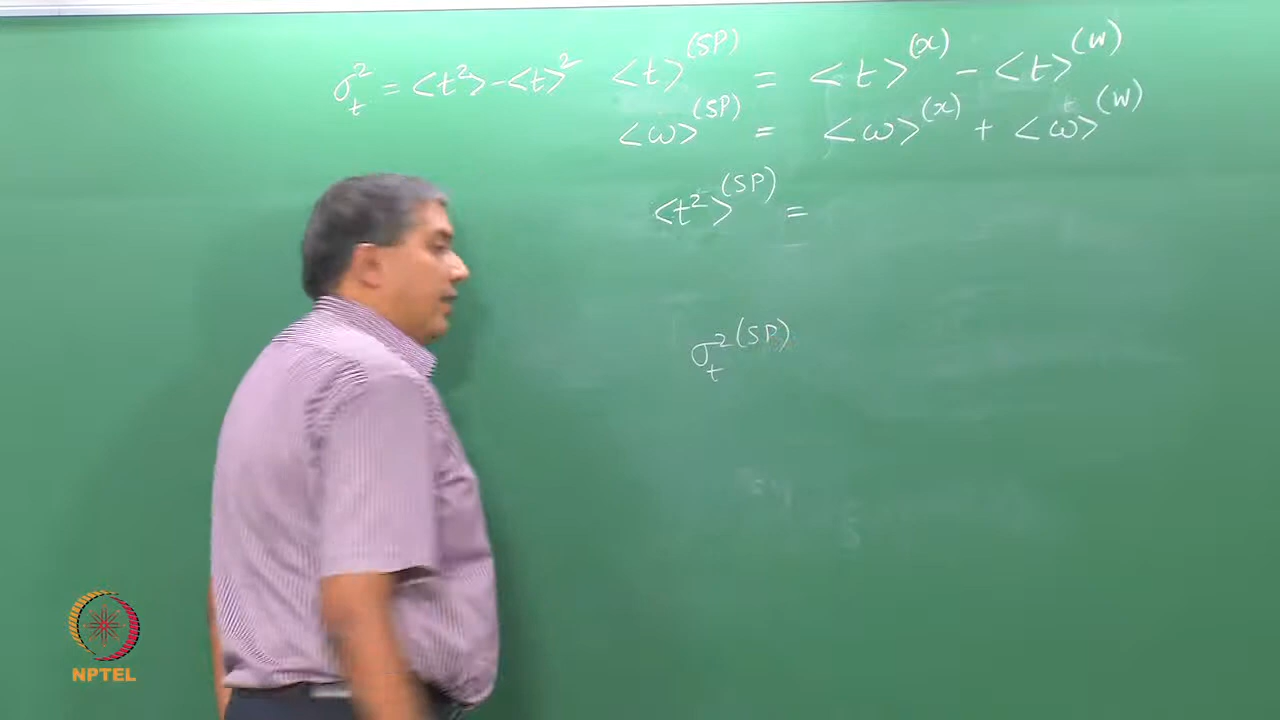 σ_t^2 = <t^2> - <t>^2 <t>^(SP) = <t>^(x) - <t>^(w)
<ω>^(SP) = <ω>^(x) + <ω>^(w)
<t^2>^(SP) =
σ_t^2(SP)
NPTEL